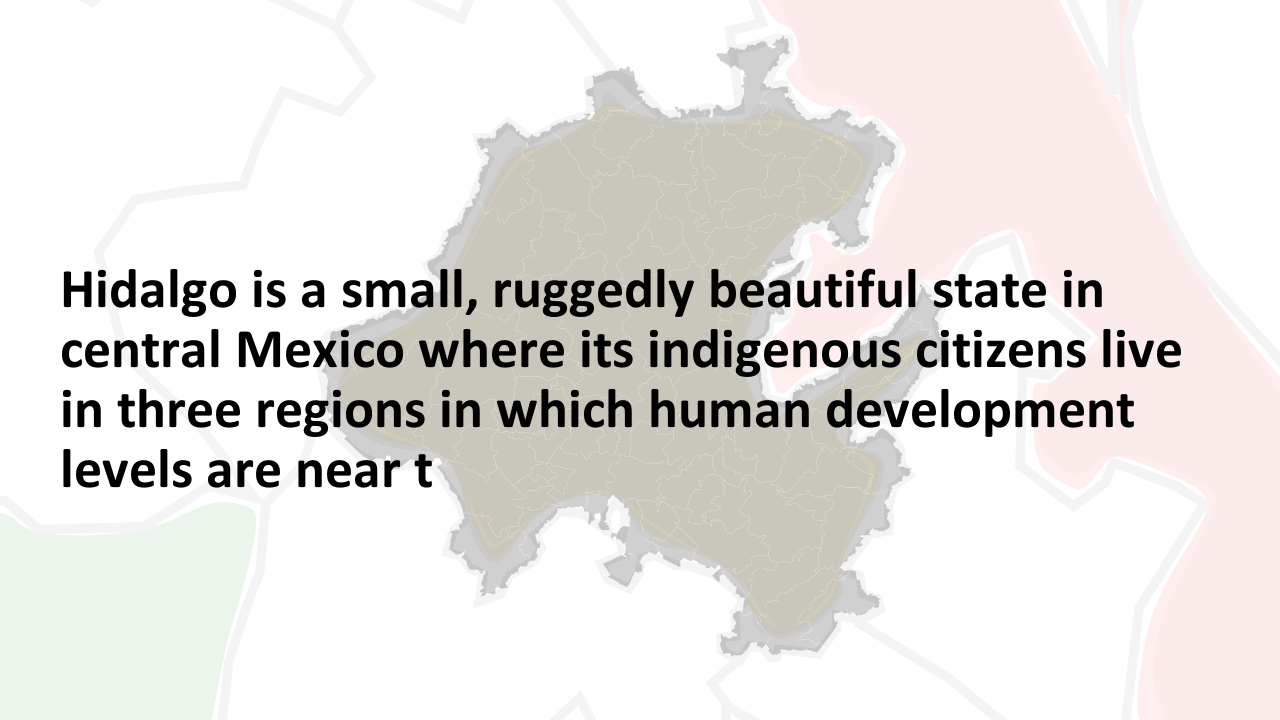 Hidalgo is a small, ruggedly beautiful state in
central Mexico where its indigenous citizens live
in three regions in which human development
levels are near t